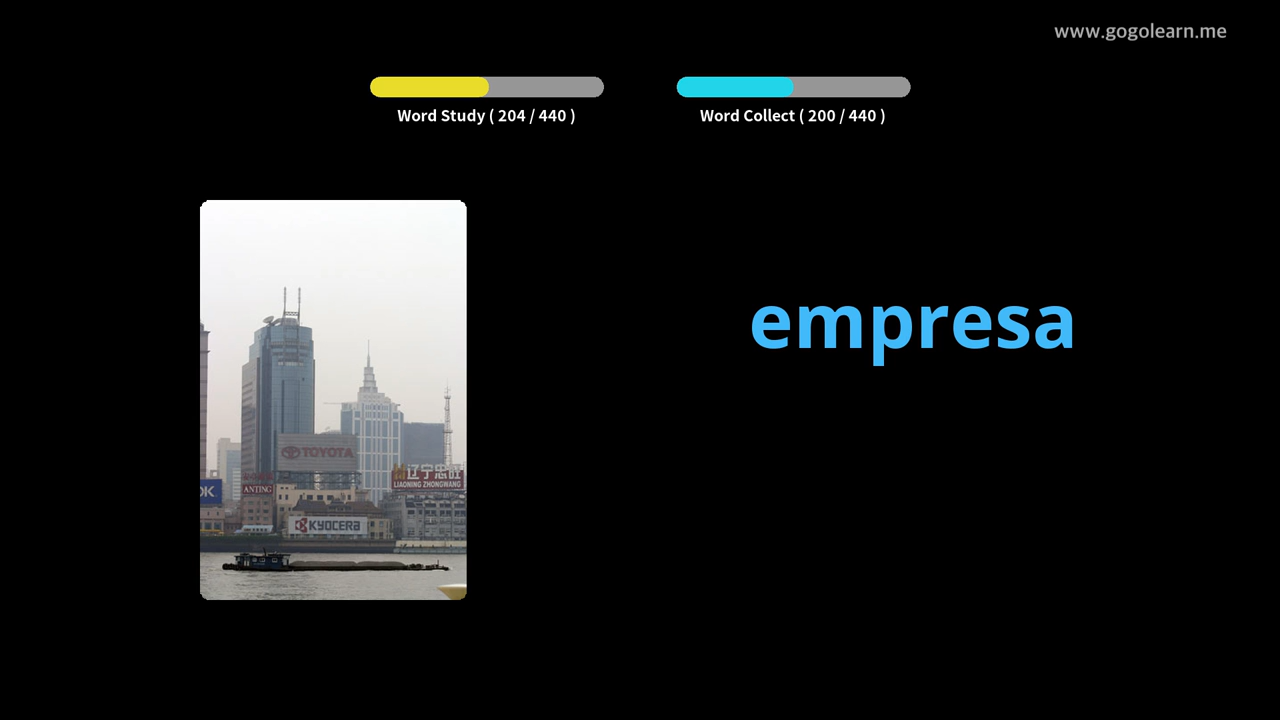 www.gogolearn.me
Word Study ( 204 / 440 )
Word Collect ( 200 / 440 )
empresa
TOYOTA
辽宁忠旺
LIAONING ZHONGWANG
OK
ANTING
KYOCERA